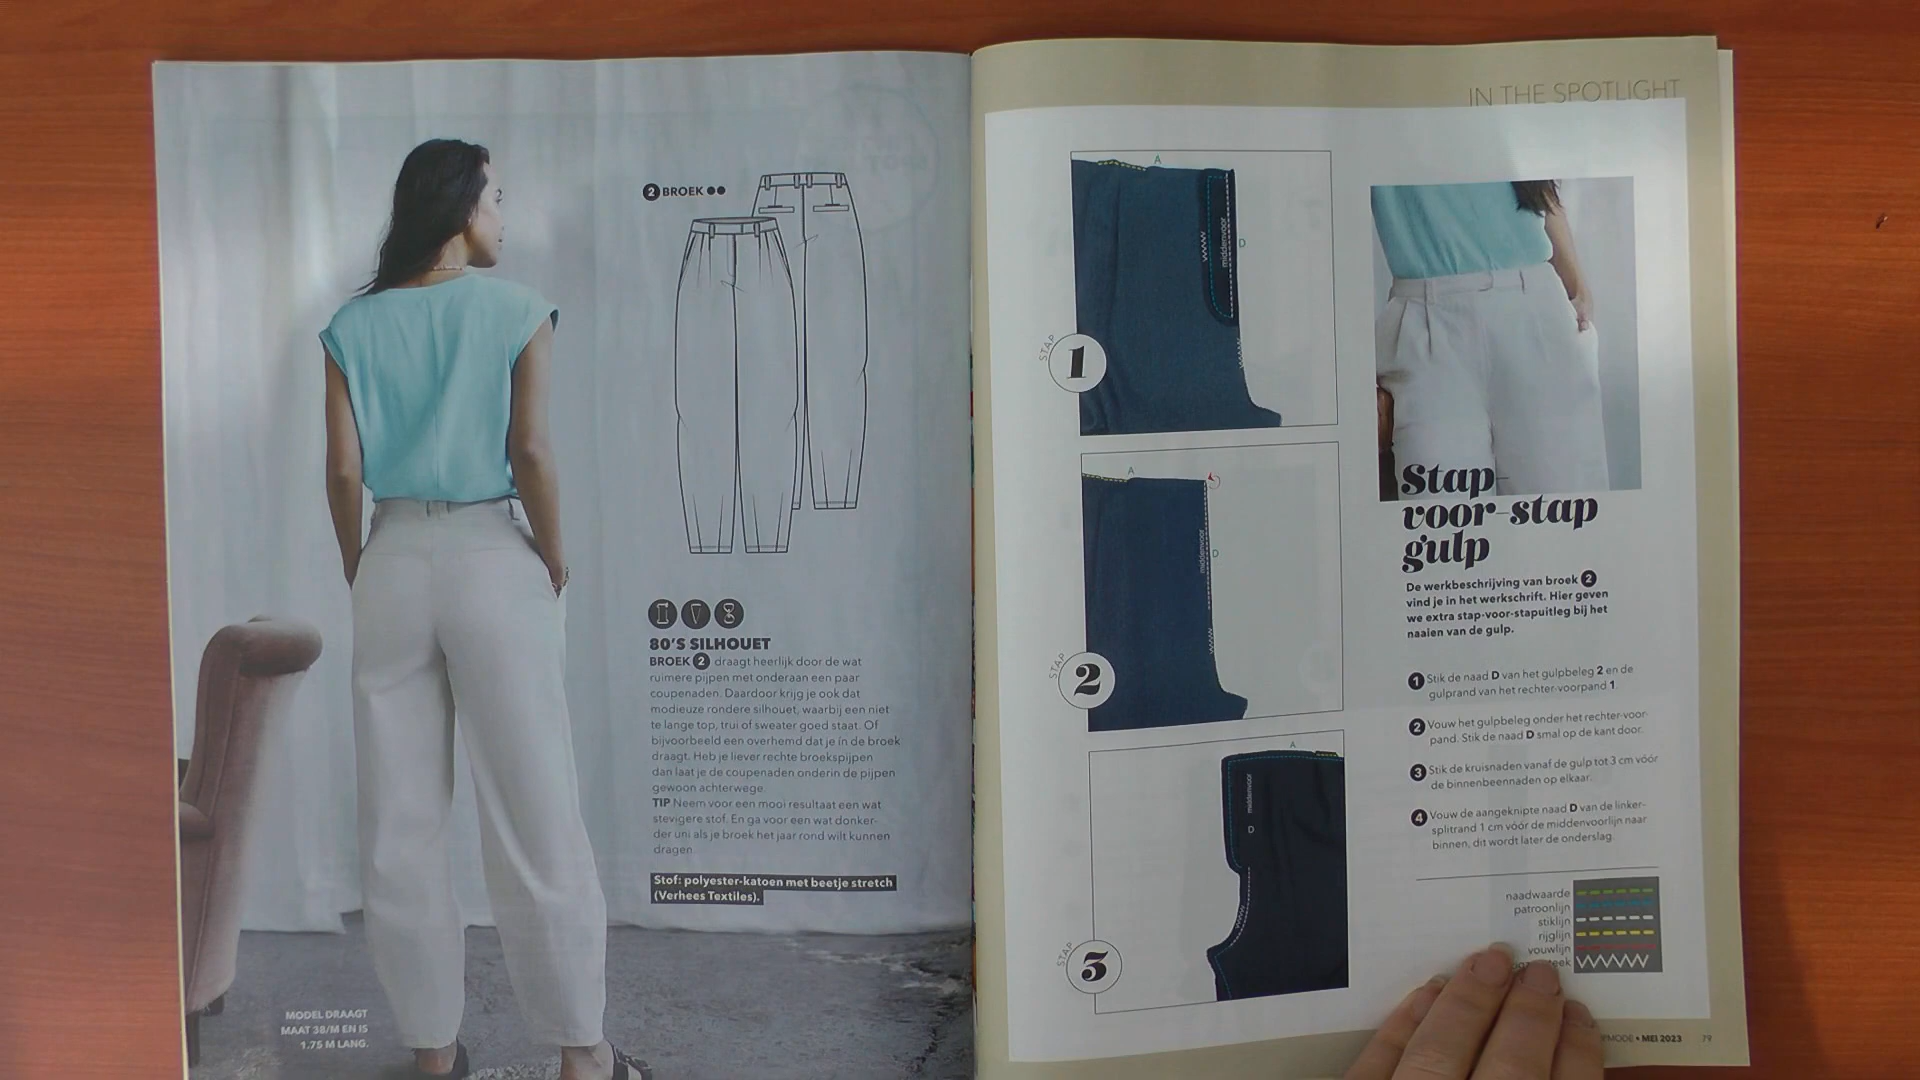 2 BROEK
80'S SILHOUET
BROEK 2 draagt heerlijk door de wat
ruimere pijpen met onderaan een paar
coupenaden. Daardoor krijg je ook dat
modieuze rondere silhouet, waarbij een niet
te lange top, trui of sweater goed staat. Of
bijvoorbeeld een overhemd dat je ín de broek
draagt. Heb je liever rechte broekspijpen
dan laat je de coupenaden onderin de pijpen
gewoon achterwege.
TIP Neem voor een mooi resultaat een wat
stevigere stof. En ga voor een wat donker-
der uni als je broek het jaar rond wilt kunnen
dragen
Stof: polyester-katoen met beetje stretch
(Verhees Textiles).
MODEL DRAAGT
MAAT 38/M EN IS
1.75 M LANG.
IN THE SPOTLIGHT
A
middenvoor
D
STAP
1
A
middenvoor
D
STAP
2
A
middenvoor
D
STAP
3
Stap-
voor-stap
gulp
De werkbeschrijving van broek 2
vind je in het werkschrift. Hier geven
we extra stap-voor-stapuitleg bij het
naaien van de gulp.
1 Stik de naad D van het gulpbeleg 2 en de
gulprand van het rechter-voorpand 1.
2 Vouw het gulpbeleg onder het rechter-voor-
pand. Stik de naad D smal op de kant door.
3 Stik de kruisnaden vanaf de gulp tot 3 cm vóór
de binnenbeennaden op elkaar.
4 Vouw de aangeknipte naad D van de linker-
splitrand 1 cm vóór de middenvoorlijn naar
binnen, dit wordt later de onderslag.
naadwaarde
patroonlijn
stiklijn
rijglijn
vouwlijn
MODE • MEI 2023 79